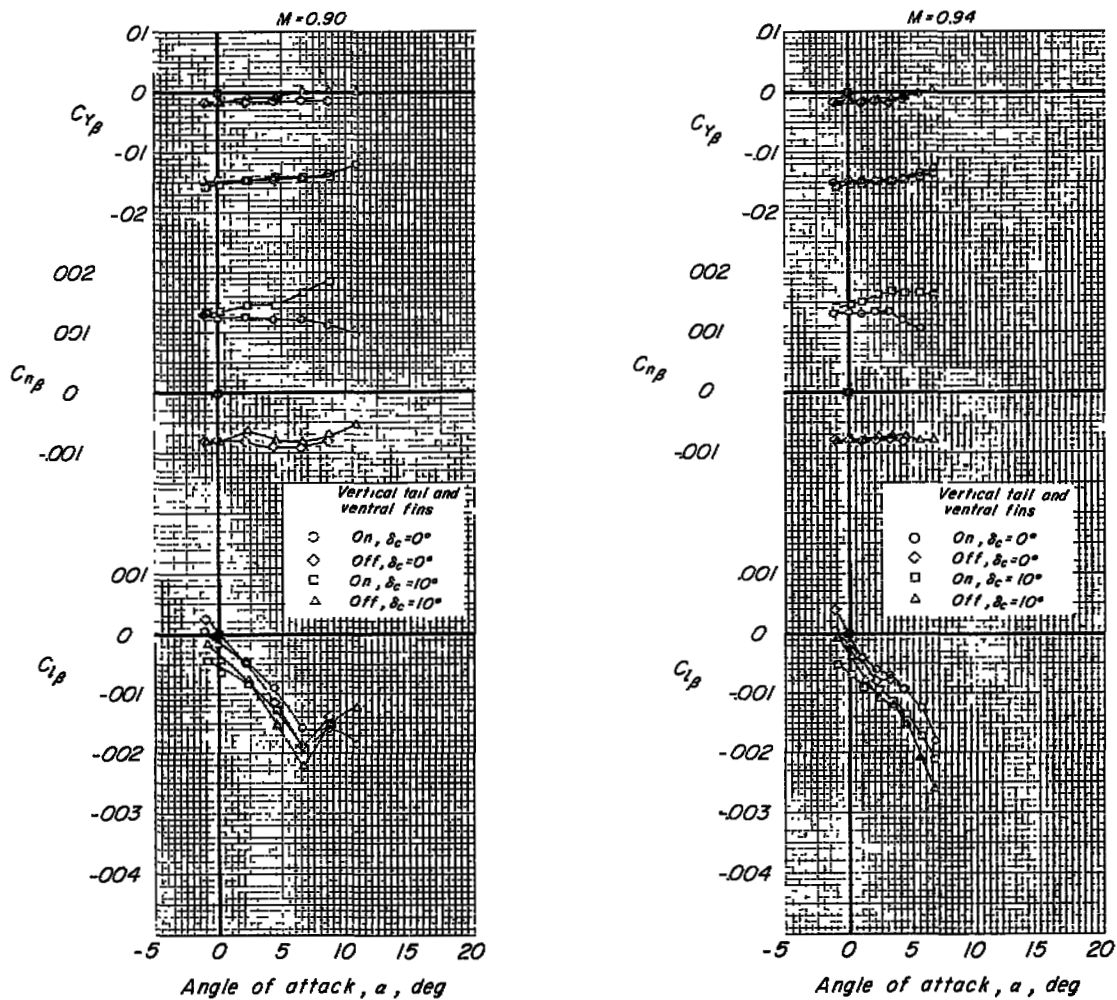 M=0.90
.01
0
-.01
-.02
CYβ
002
001
0
-.001
Cnβ
Vertical tail and
ventral fins
On, δc=0°
Off, δc=0°
On, δc=10°
Off, δc=10°
001
0
-.001
-.002
-.003
-.004
Clβ
-5 0 5 10 15 20
Angle of attack, α, deg
M=0.94
.01
0
-.01
-.02
CYβ
002
001
0
-.001
Cnβ
Vertical tail and
ventral fins
On, δc=0°
Off, δc=0°
On, δc=10°
Off, δc=10°
.001
0
-.001
-.002
-.003
-.004
Clβ
-5 0 5 10 15 20
Angle of attack, α, deg